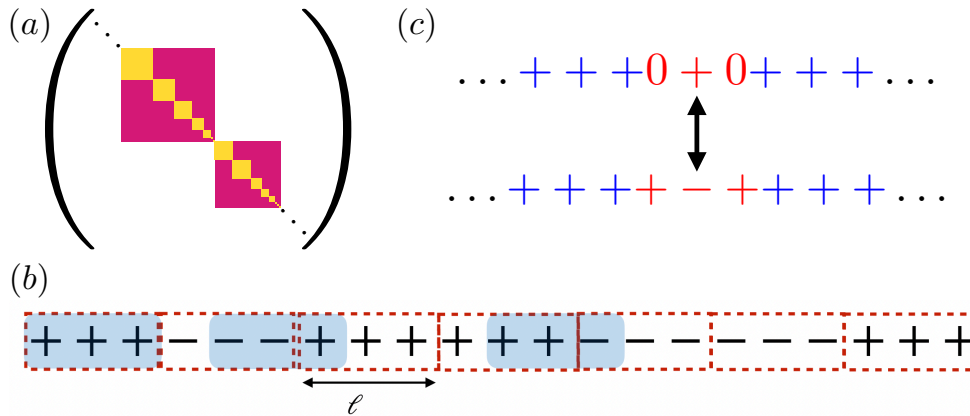 (a)
(c)
… + + + 0 + 0 + + + …
… + + + + − + + + + …
(b)
+ + + − − − + + + + + + − − − − − − + + +
ℓ